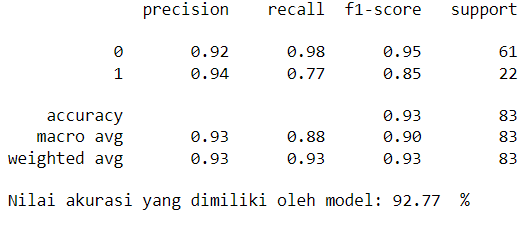 precision recall f1-score support
0 0.92 0.98 0.95 61
1 0.94 0.77 0.85 22
accuracy 0.93 83
macro avg 0.93 0.88 0.90 83
weighted avg 0.93 0.93 0.93 83
Nilai akurasi yang dimiliki oleh model: 92.77 %